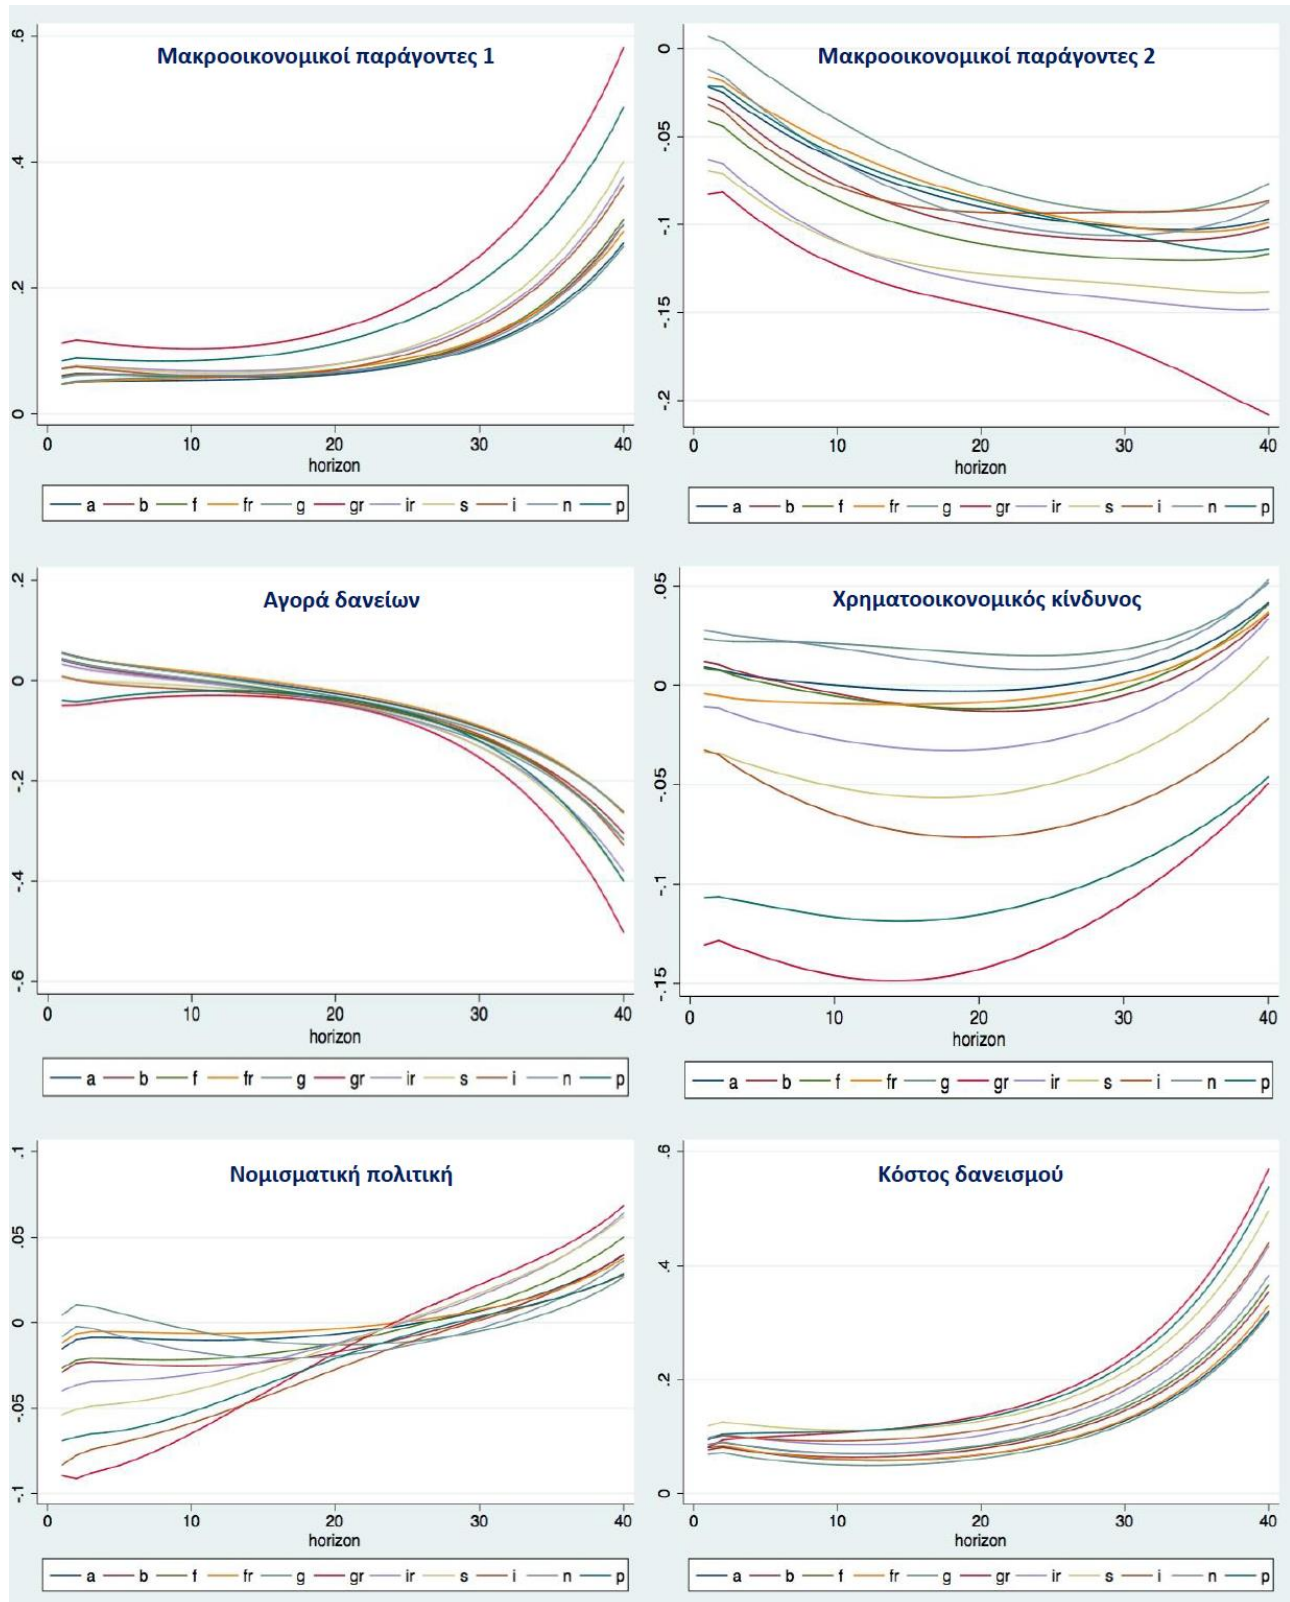 Μακροοικονομικοί παράγοντες 1
.6
.4
.2
0
0 10 20 30 40
horizon
a b f fr g gr ir s i n p
Μακροοικονομικοί παράγοντες 2
0
-.05
-.1
-.15
-.2
0 10 20 30 40
horizon
a b f fr g gr ir s i n p
Αγορά δανείων
.2
0
-.2
-.4
-.6
0 10 20 30 40
horizon
a b f fr g gr ir s i n p
Χρηματοοικονομικός κίνδυνος
.05
0
-.05
-.1
-.15
0 10 20 30 40
horizon
a b f fr g gr ir s i n p
Νομισματική πολιτική
.1
.05
0
-.05
-.1
0 10 20 30 40
horizon
a b f fr g gr ir s i n p
Κόστος δανεισμού
.6
.4
.2
0
0 10 20 30 40
horizon
a b f fr g gr ir s i n p